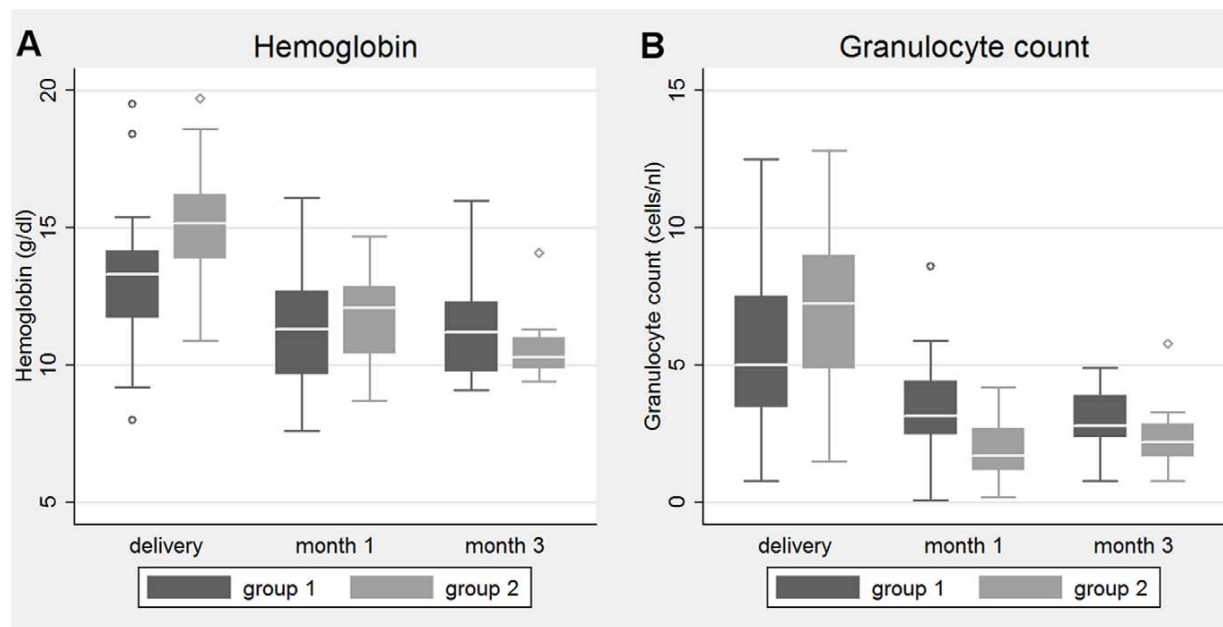 A
Hemoglobin
Hemoglobin (g/dl)
20
15
10
5
delivery
month 1
month 3
group 1
group 2
B
Granulocyte count
Granulocyte count (cells/nl)
15
10
5
0
delivery
month 1
month 3
group 1
group 2